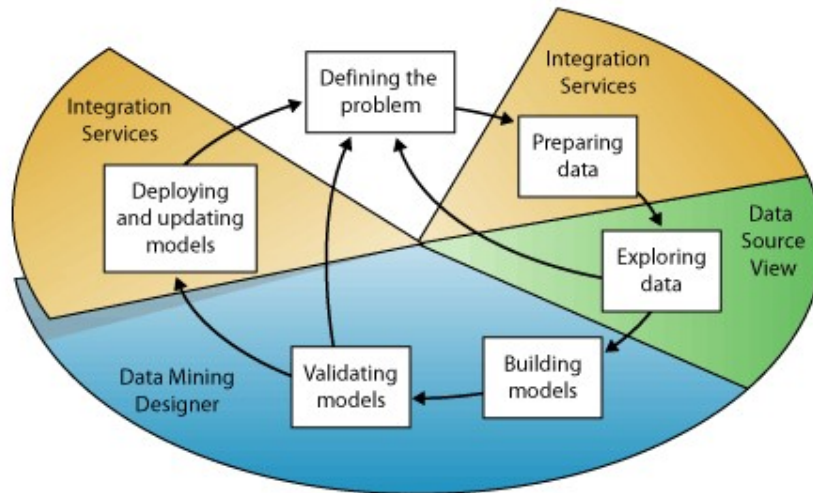 Defining the
problem
Integration
Services
Preparing
data
Data
Source
View
Exploring
data
Building
models
Validating
models
Data Mining
Designer
Deploying
and updating
models
Integration
Services